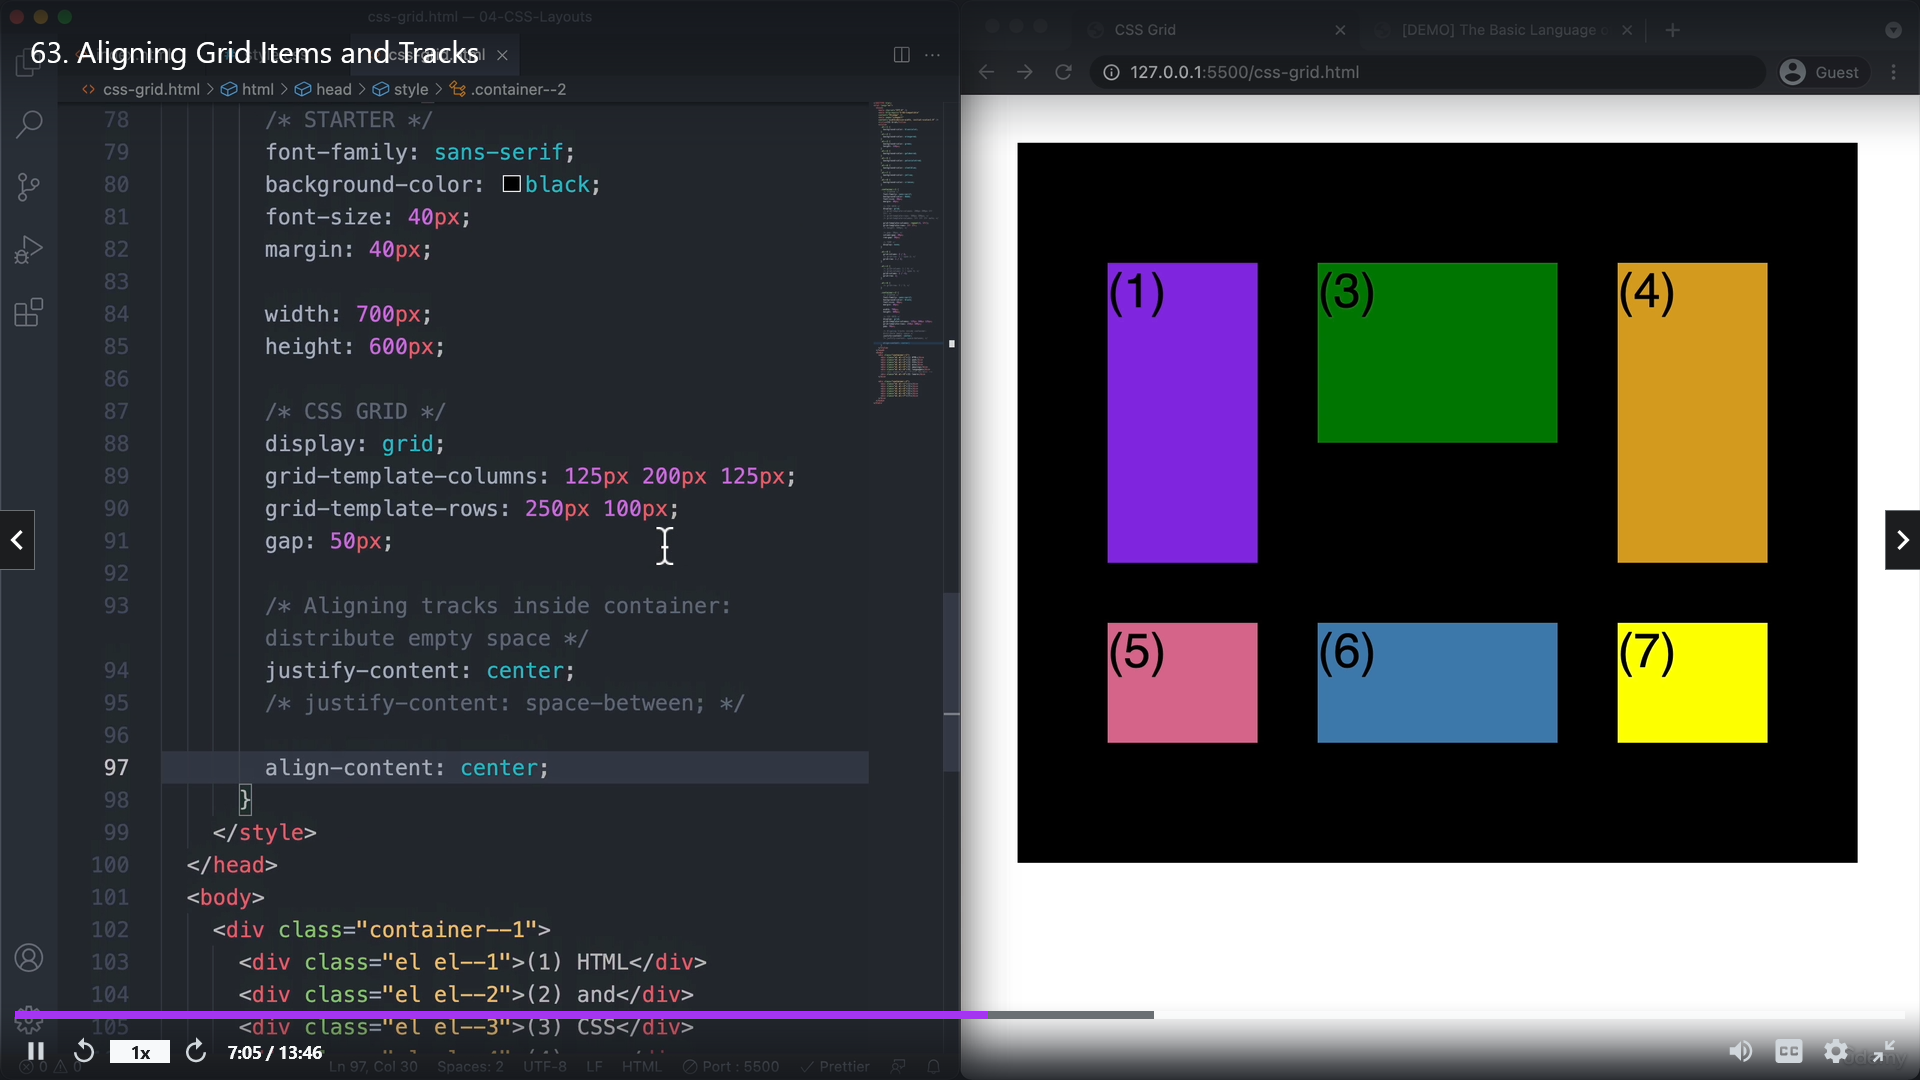 css-grid.html — 04-CSS-Layouts
63. Aligning Grid Items and Tracks
css-grid.html > html > head > style > .container--2
78 /* STARTER */
79 font-family: sans-serif;
80 background-color: black;
81 font-size: 40px;
82 margin: 40px;
83
84 width: 700px;
85 height: 600px;
86
87 /* CSS GRID */
88 display: grid;
89 grid-template-columns: 125px 200px 125px;
90 grid-template-rows: 250px 100px;
91 gap: 50px;
92
93 /* Aligning tracks inside container:
distribute empty space */
94 justify-content: center;
95 /* justify-content: space-between; */
96
97 align-content: center;
98 }
99 </style>
100 </head>
101 <body>
102 <div class="container--1">
103 <div class="el el--1">(1) HTML</div>
104 <div class="el el--2">(2) and</div>
105 <div class="el el--3">(3) CSS</div>
1x 7:05 / 13:46
Ln 97, Col 30 Spaces: 2 UTF-8 LF HTML Port : 5500 Prettier
CSS Grid
[DEMO] The Basic Language
127.0.0.1:5500/css-grid.html
Guest
(1) (3) (4)
(5) (6) (7)
CC